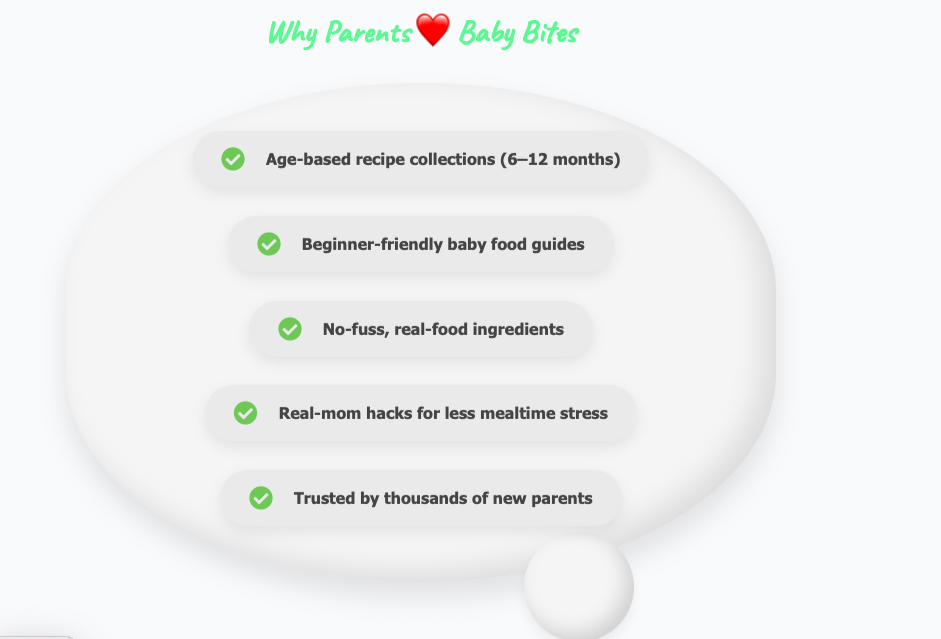 Why Parents❤️ Baby Bites
Age-based recipe collections (6–12 months)
Beginner-friendly baby food guides
No-fuss, real-food ingredients
Real-mom hacks for less mealtime stress
Trusted by thousands of new parents